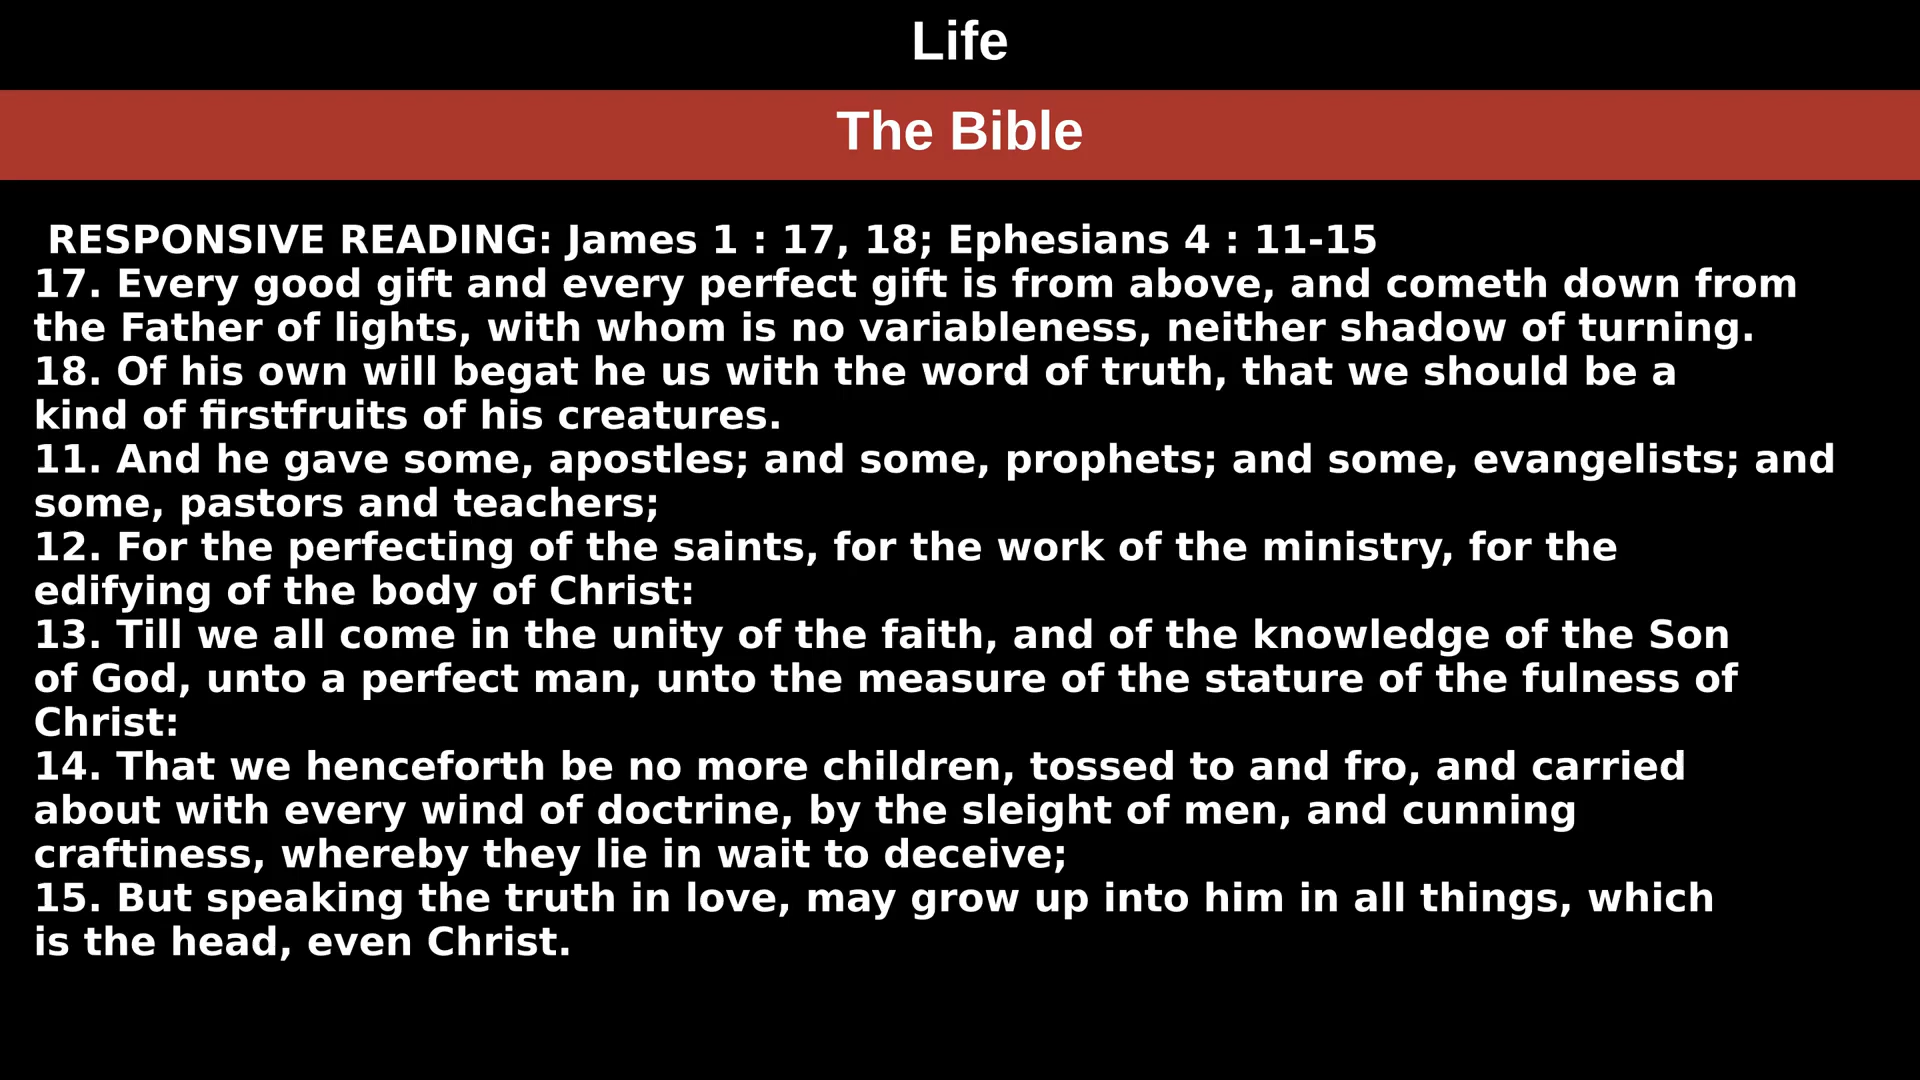 Life
The Bible
RESPONSIVE READING: James 1 : 17, 18; Ephesians 4 : 11-15
17. Every good gift and every perfect gift is from above, and cometh down from
the Father of lights, with whom is no variableness, neither shadow of turning.
18. Of his own will begat he us with the word of truth, that we should be a
kind of firstfruits of his creatures.
11. And he gave some, apostles; and some, prophets; and some, evangelists; and
some, pastors and teachers;
12. For the perfecting of the saints, for the work of the ministry, for the
edifying of the body of Christ:
13. Till we all come in the unity of the faith, and of the knowledge of the Son
of God, unto a perfect man, unto the measure of the stature of the fulness of
Christ:
14. That we henceforth be no more children, tossed to and fro, and carried
about with every wind of doctrine, by the sleight of men, and cunning
craftiness, whereby they lie in wait to deceive;
15. But speaking the truth in love, may grow up into him in all things, which
is the head, even Christ.